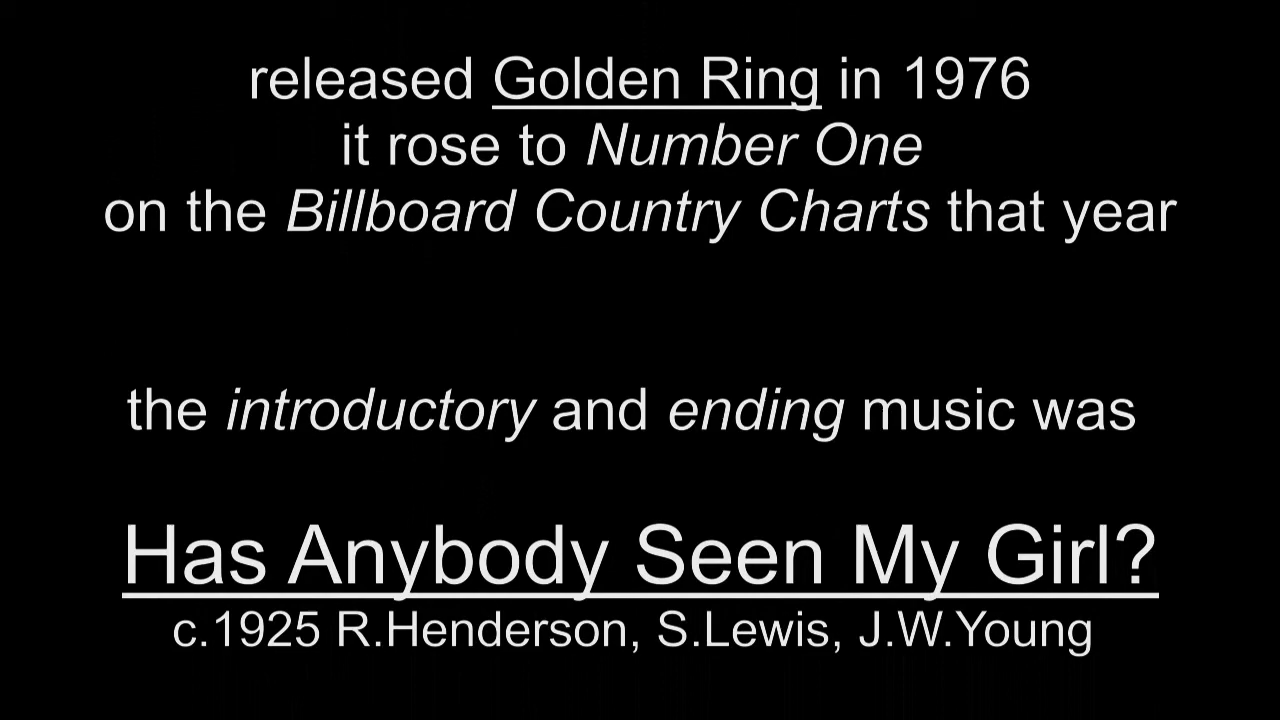 released Golden Ring in 1976
it rose to Number One
on the Billboard Country Charts that year
the introductory and ending music was
Has Anybody Seen My Girl?
c.1925 R.Henderson, S.Lewis, J.W.Young